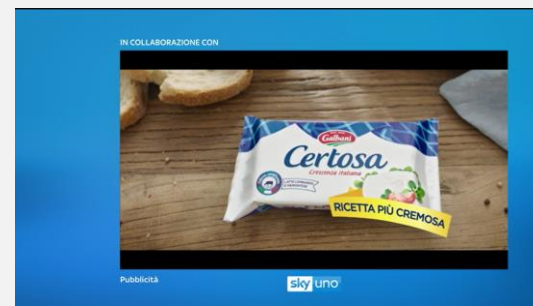 IN COLLABORAZIONE CON
Galbani
Certosa
Crescenza Italiana
RICETTA PIÙ CREMOSA
Pubblicità
sky uno